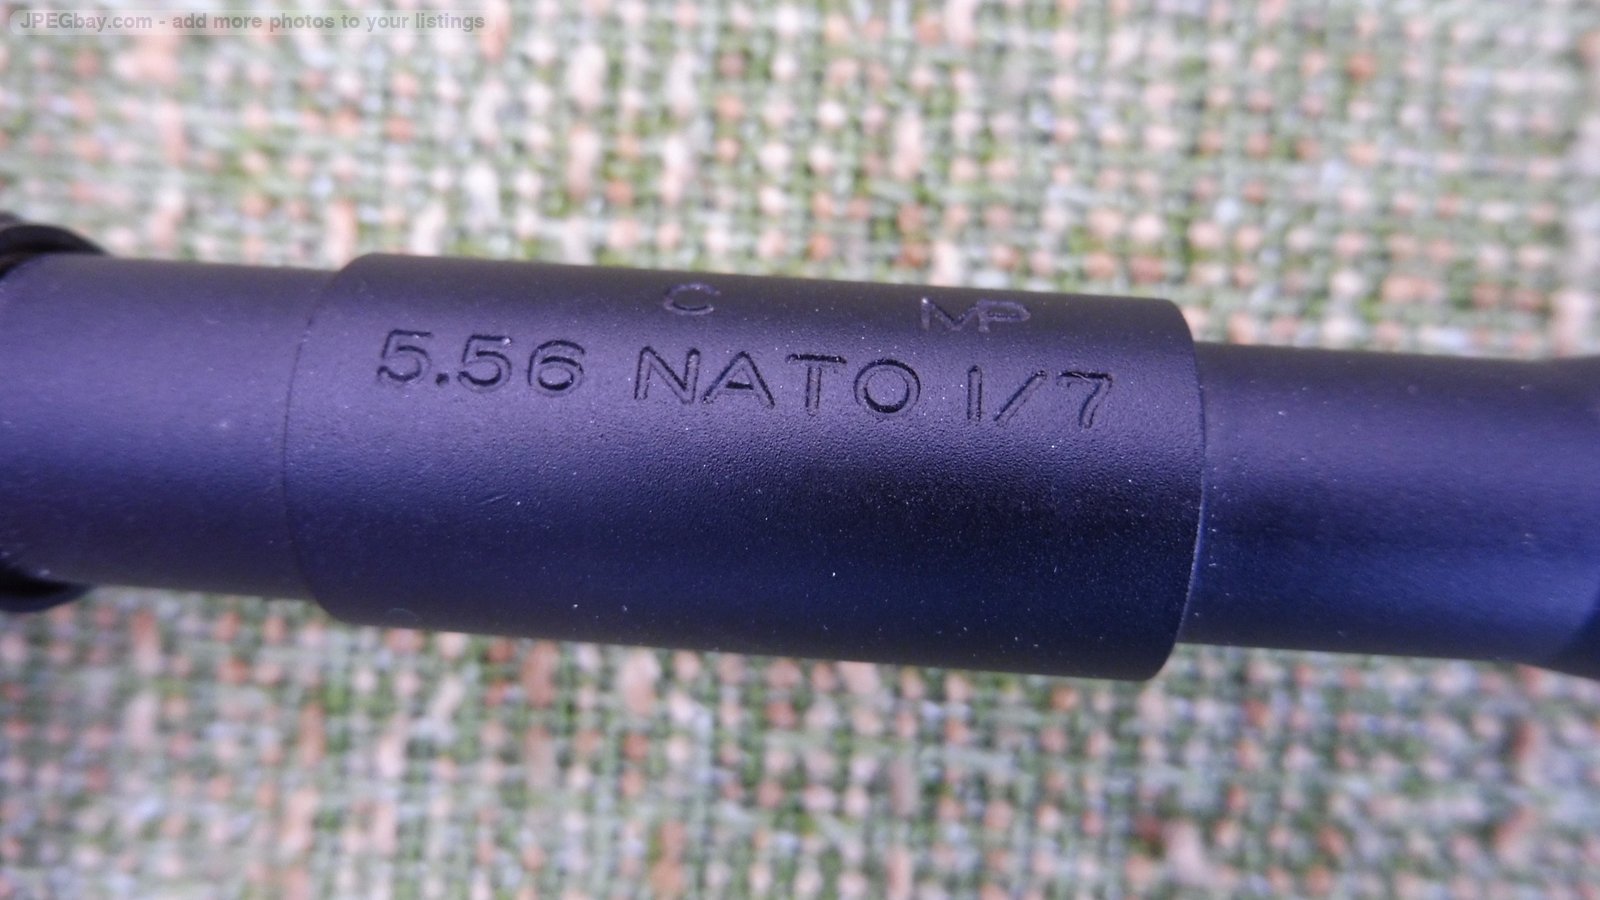 JPEGbay.com - add more photos to your listings
C MP
5.56 NATO 1/7